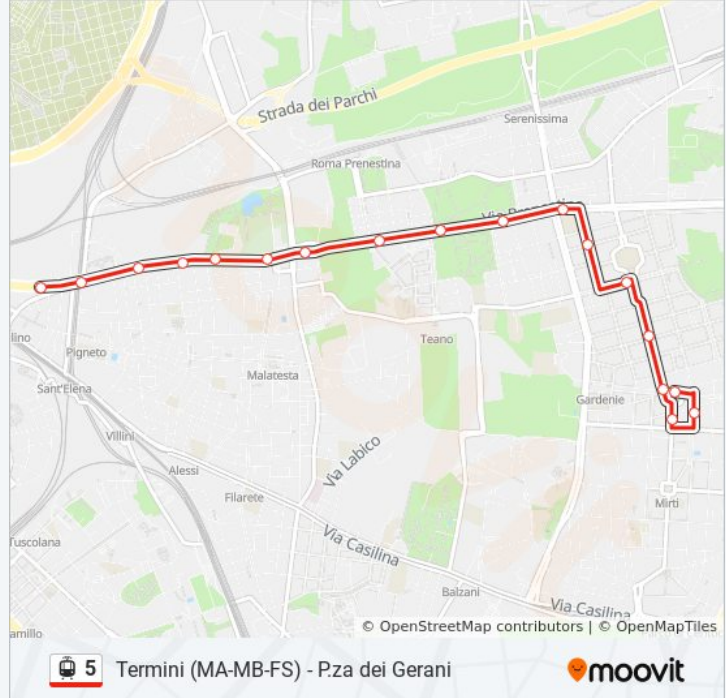 Strada dei Parchi
Serenissima
Roma Prenestina
Via Prenestina
lino
Pigneto
Teano
Sant'Elena
Malatesta
Gardenie
Villini
Alessi
Via Labico
Filarete
Mirti
Tuscolana
Via Casilina
Balzani
Via Casilina
amillo
© OpenStreetMap contributors | © OpenMapTiles
5 Termini (MA-MB-FS) - P.za dei Gerani
moovit